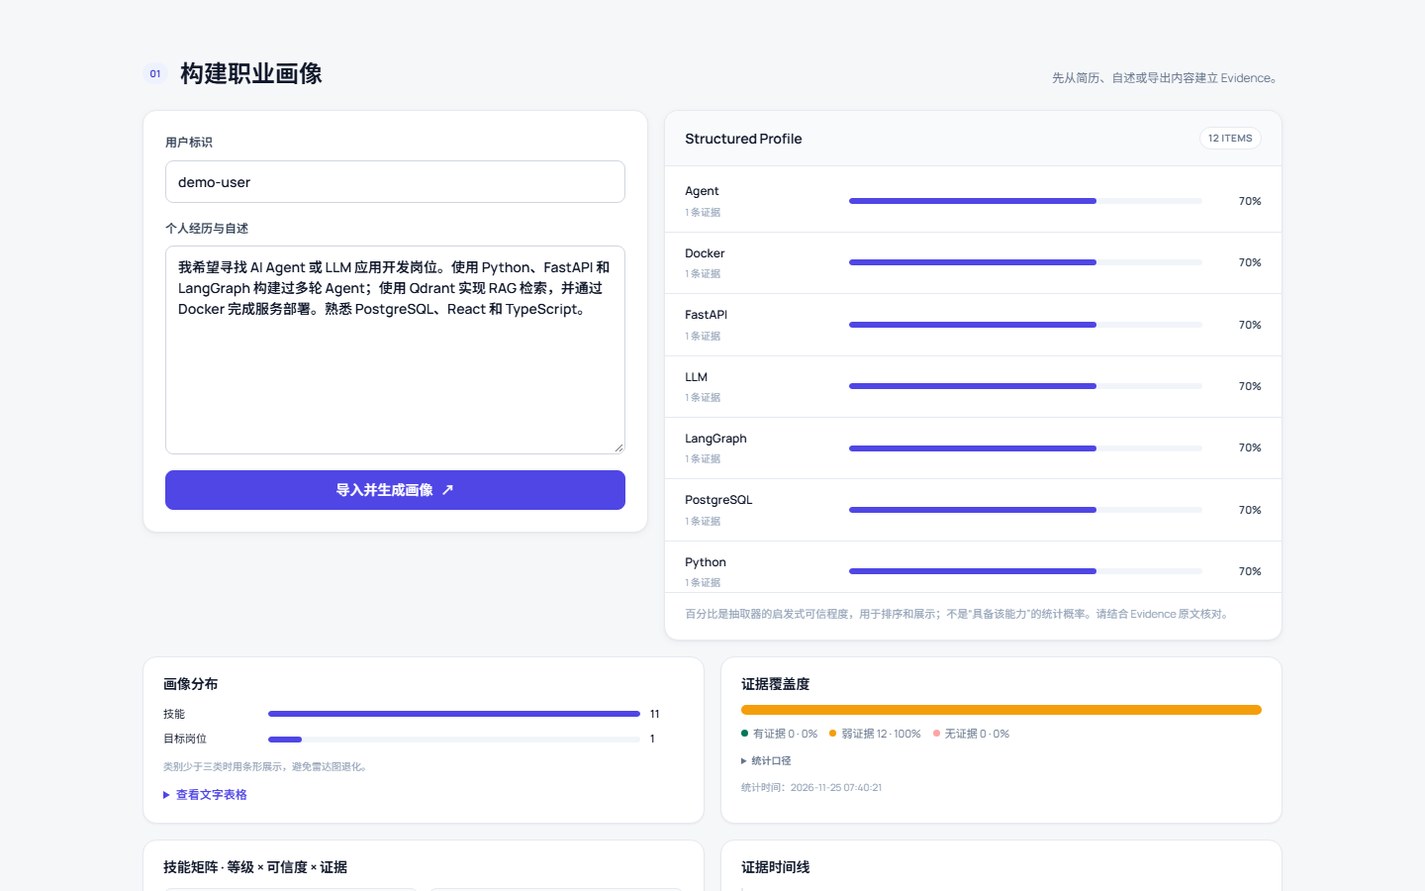 01
构建职业画像
先从简历、自述或导出内容建立 Evidence。
用户标识
demo-user
个人经历与自述
我希望寻找 AI Agent 或 LLM 应用开发岗位。使用 Python、FastAPI 和
LangGraph 构建过多轮 Agent；使用 Qdrant 实现 RAG 检索，并通过
Docker 完成服务部署。熟悉 PostgreSQL、React 和 TypeScript。
导入并生成画像 ↗
Structured Profile
12 ITEMS
Agent
1 条证据
70%
Docker
1 条证据
70%
FastAPI
1 条证据
70%
LLM
1 条证据
70%
LangGraph
1 条证据
70%
PostgreSQL
1 条证据
70%
Python
1 条证据
70%
百分比是抽取器的启发式可信程度，用于排序和展示；不是“具备该能力”的统计概率。请结合 Evidence 原文核对。
画像分布
技能 11
目标岗位 1
类别少于三类时用条形展示，避免雷达图退化。
▶ 查看文字表格
证据覆盖度
有证据 0 · 0% 弱证据 12 · 100% 无证据 0 · 0%
▶ 统计口径
统计时间：2026-11-25 07:40:21
技能矩阵 · 等级 × 可信度 × 证据
证据时间线